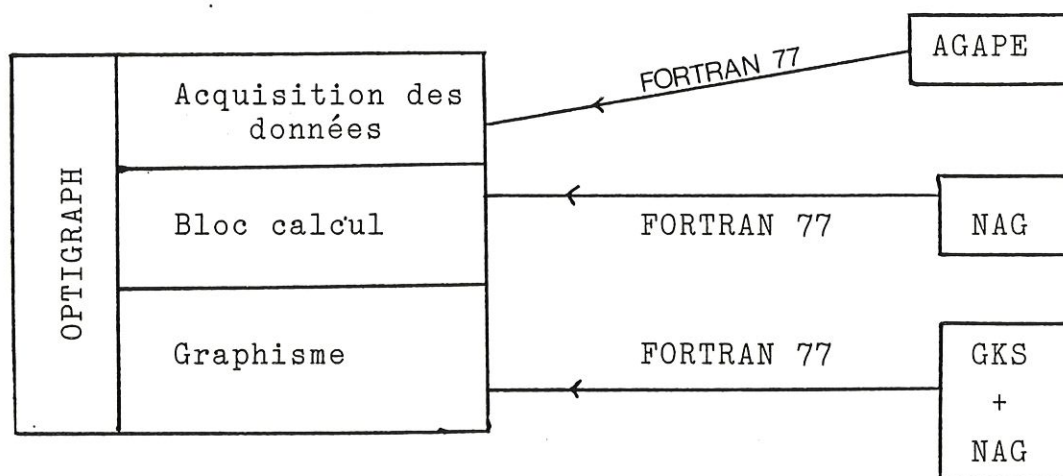 AGAPE
FORTRAN 77
Acquisition des
données
OPTIGRAPH
Bloc calcul
FORTRAN 77
NAG
Graphisme
FORTRAN 77
GKS
+
NAG